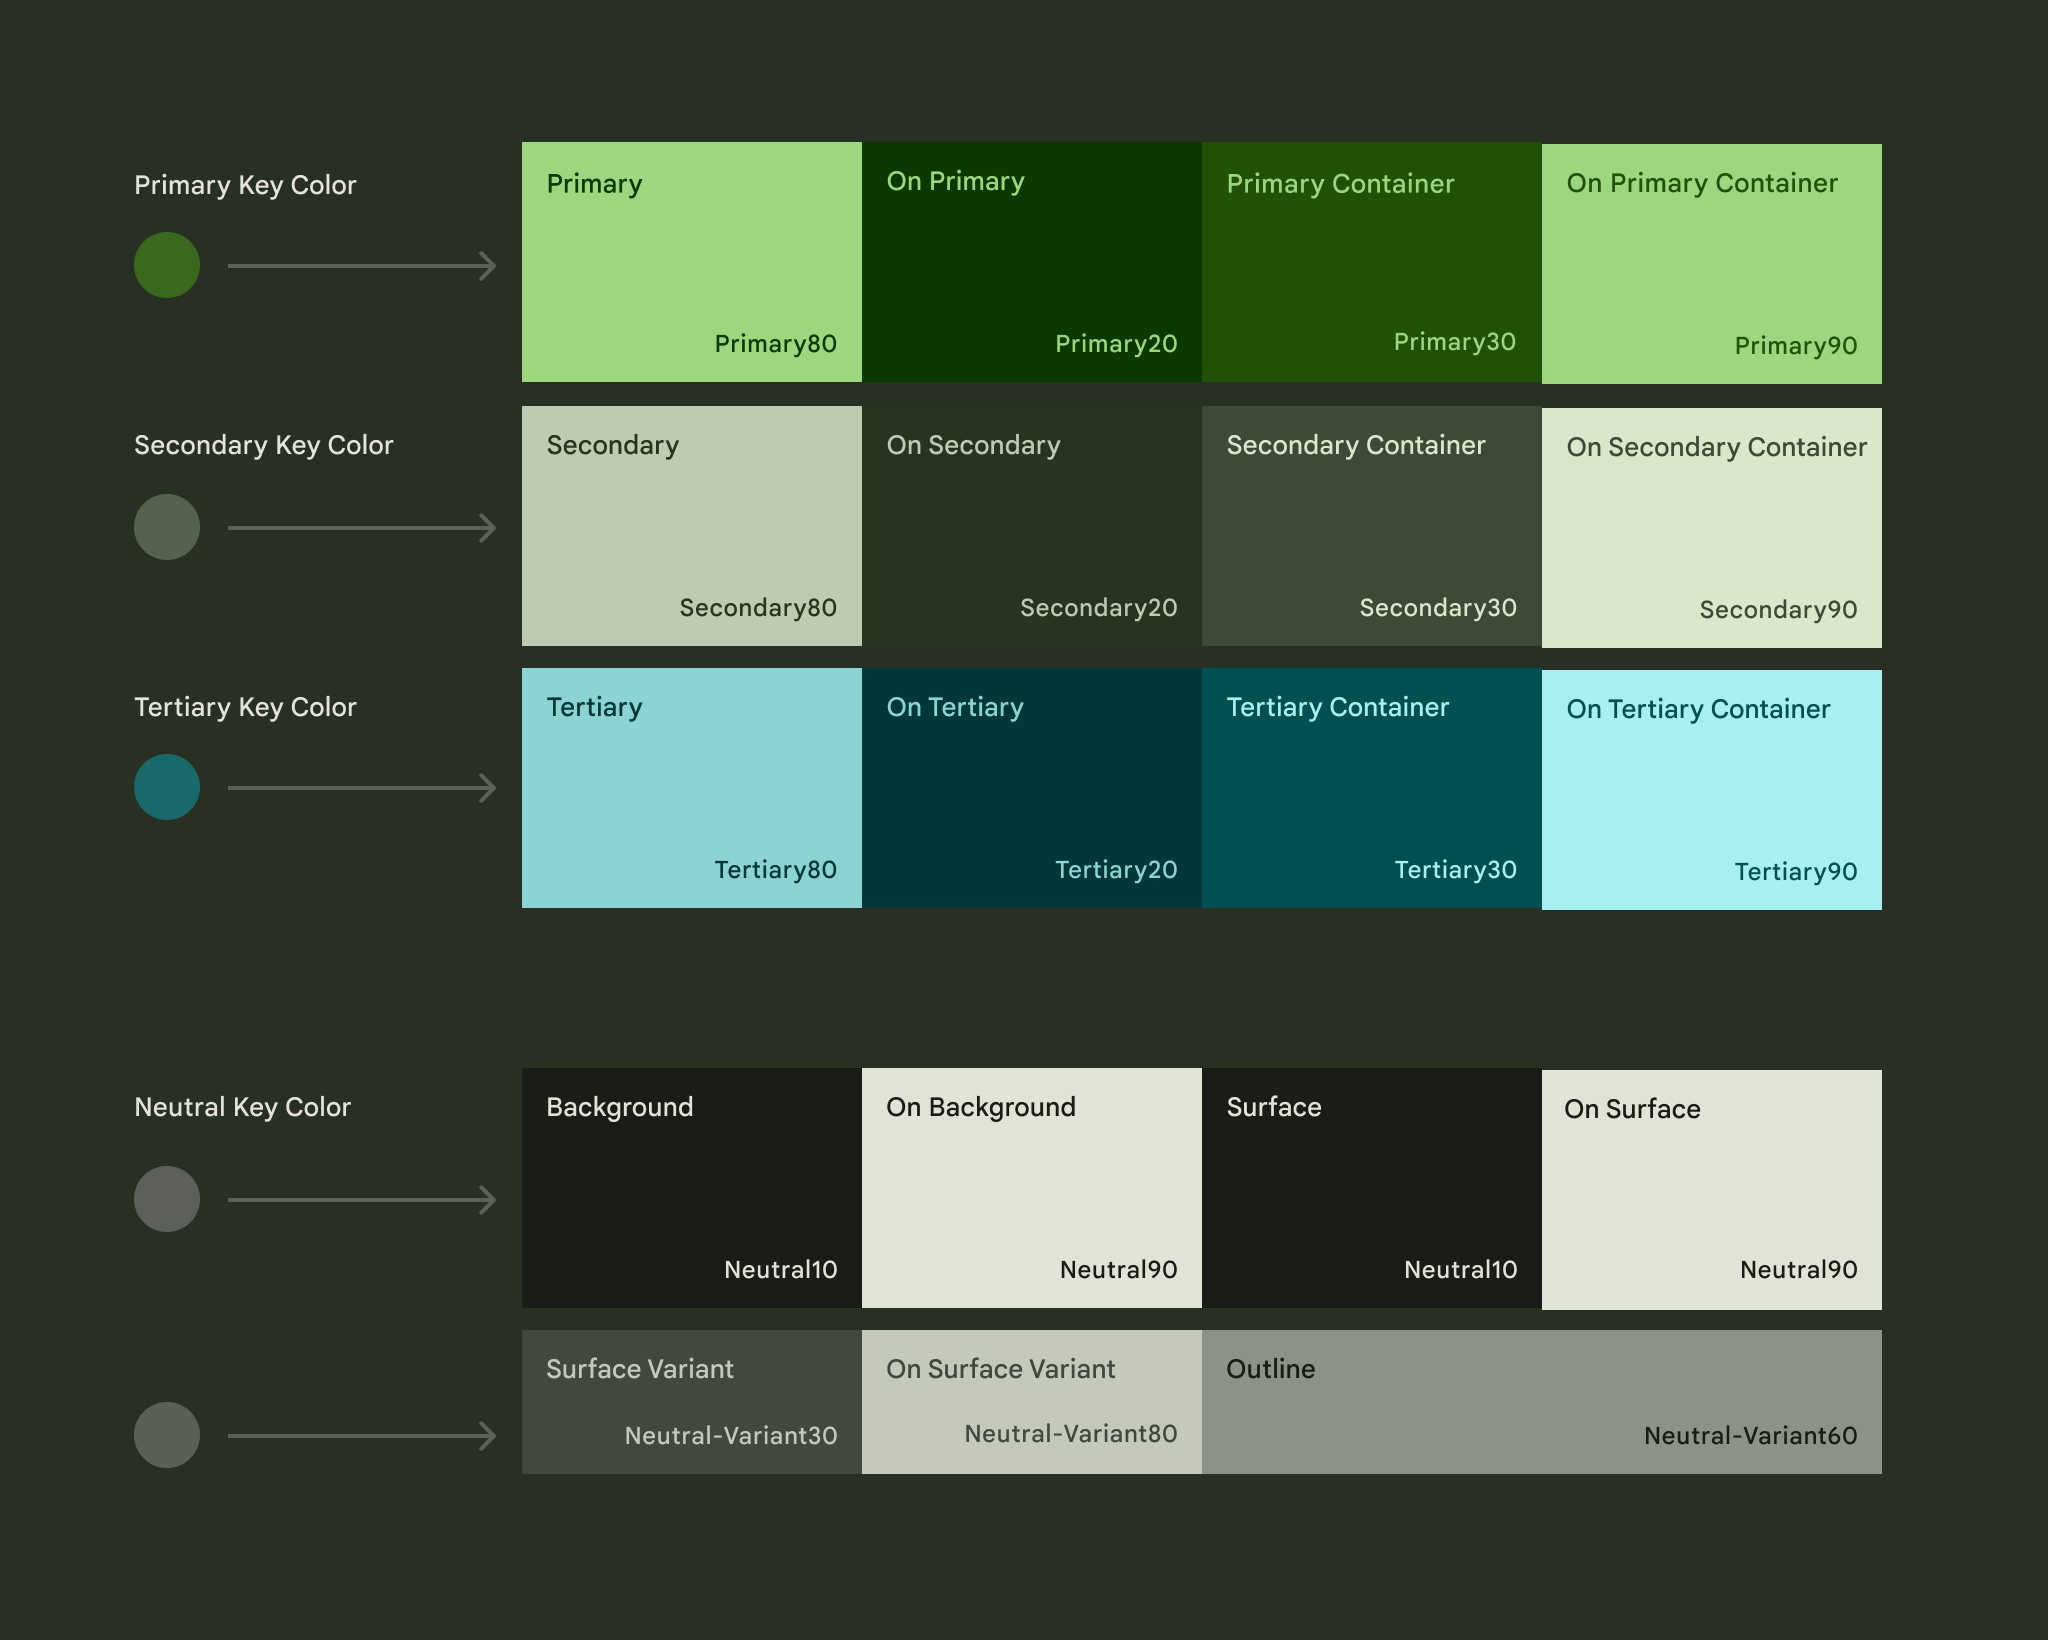 Primary Key Color
Primary
Primary80
On Primary
Primary20
Primary Container
Primary30
On Primary Container
Primary90
Secondary Key Color
Secondary
Secondary80
On Secondary
Secondary20
Secondary Container
Secondary30
On Secondary Container
Secondary90
Tertiary Key Color
Tertiary
Tertiary80
On Tertiary
Tertiary20
Tertiary Container
Tertiary30
On Tertiary Container
Tertiary90
Neutral Key Color
Background
Neutral10
On Background
Neutral90
Surface
Neutral10
On Surface
Neutral90
Surface Variant
Neutral-Variant30
On Surface Variant
Neutral-Variant80
Outline
Neutral-Variant60